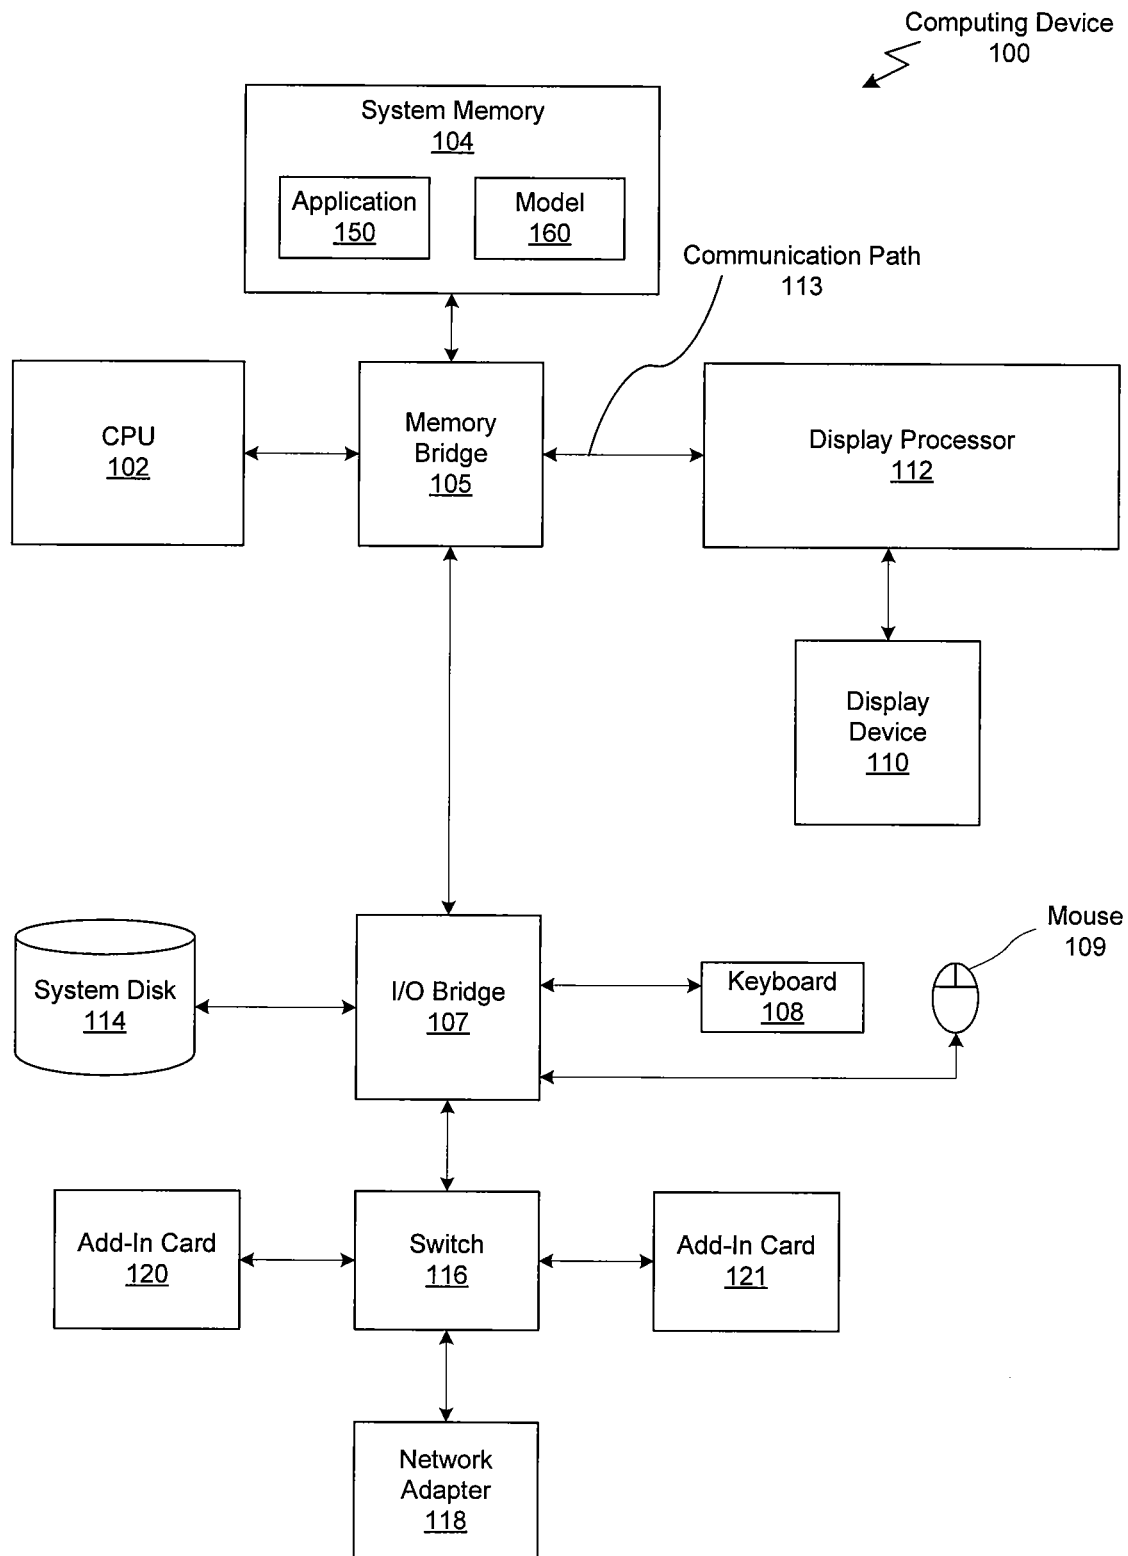 Computing Device
100
System Memory
104
Application
150
Model
160
Communication Path
113
CPU
102
Memory
Bridge
105
Display Processor
112
Display
Device
110
System Disk
114
I/O Bridge
107
Keyboard
108
Mouse
109
Add-In Card
120
Switch
116
Add-In Card
121
Network
Adapter
118